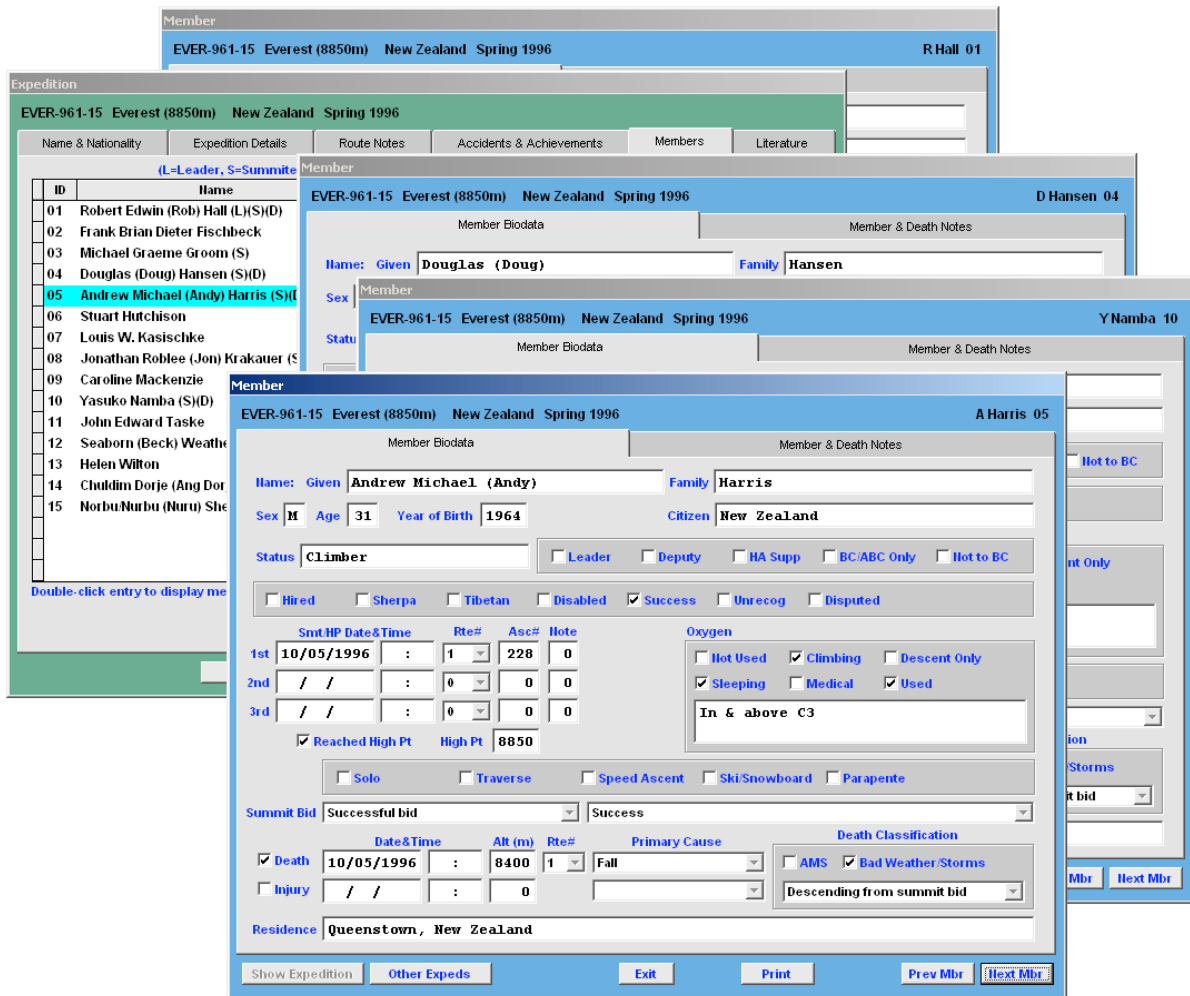 Member
EVER-961-15 Everest (8850m) New Zealand Spring 1996 R Hall 01
Expedition
EVER-961-15 Everest (8850m) New Zealand Spring 1996
Name & Nationality Expedition Details Route Notes Accidents & Achievements Members Literature
(L=Leader, S=Summite
ID Name
01 Robert Edwin (Rob) Hall (L)(S)(D)
02 Frank Brian Dieter Fischbeck
03 Michael Graeme Groom (S)
04 Douglas (Doug) Hansen (S)(D)
05 Andrew Michael (Andy) Harris (S)(
06 Stuart Hutchison
07 Louis W. Kasischke
08 Jonathan Roblee (Jon) Krakauer (S
09 Caroline Mackenzie
10 Yasuko Namba (S)(D)
11 John Edward Taske
12 Seaborn (Beck) Weathe
13 Helen Wilton
14 Chuldim Dorje (Ang Dor
15 Norbu/Nurbu (Nuru) She
Double-click entry to display me
Member
EVER-961-15 Everest (8850m) New Zealand Spring 1996 D Hansen 04
Member Biodata Member & Death Notes
Name: Given Douglas (Doug) Family Hansen
Sex
Statu
Member
EVER-961-15 Everest (8850m) New Zealand Spring 1996 Y Namba 10
Member Biodata Member & Death Notes
Not to BC
nt Only
ion
/Storms
it bid
Mbr Next Mbr
Member
EVER-961-15 Everest (8850m) New Zealand Spring 1996 A Harris 05
Member Biodata Member & Death Notes
Name: Given Andrew Michael (Andy) Family Harris
Sex M Age 31 Year of Birth 1964 Citizen New Zealand
Status Climber Leader Deputy HA Supp BC/ABC Only Not to BC
Hired Sherpa Tibetan Disabled Success Unrecog Disputed
Smt/HP Date&Time Rte# Asc# Note Oxygen
1st 10/05/1996 : 1 228 0 Not Used Climbing Descent Only
2nd / / : 0 0 0 Sleeping Medical Used
3rd / / : 0 0 0 In & above C3
Reached High Pt High Pt 8850
Solo Traverse Speed Ascent Ski/Snowboard Parapente
Summit Bid Successful bid Success
Date&Time Alt (m) Rte# Primary Cause Death Classification
Death 10/05/1996 : 8400 1 Fall AMS Bad Weather/Storms
Injury / / : 0 Descending from summit bid
Residence Queenstown, New Zealand
Show Expedition Other Expeds Exit Print Prev Mbr Next Mbr